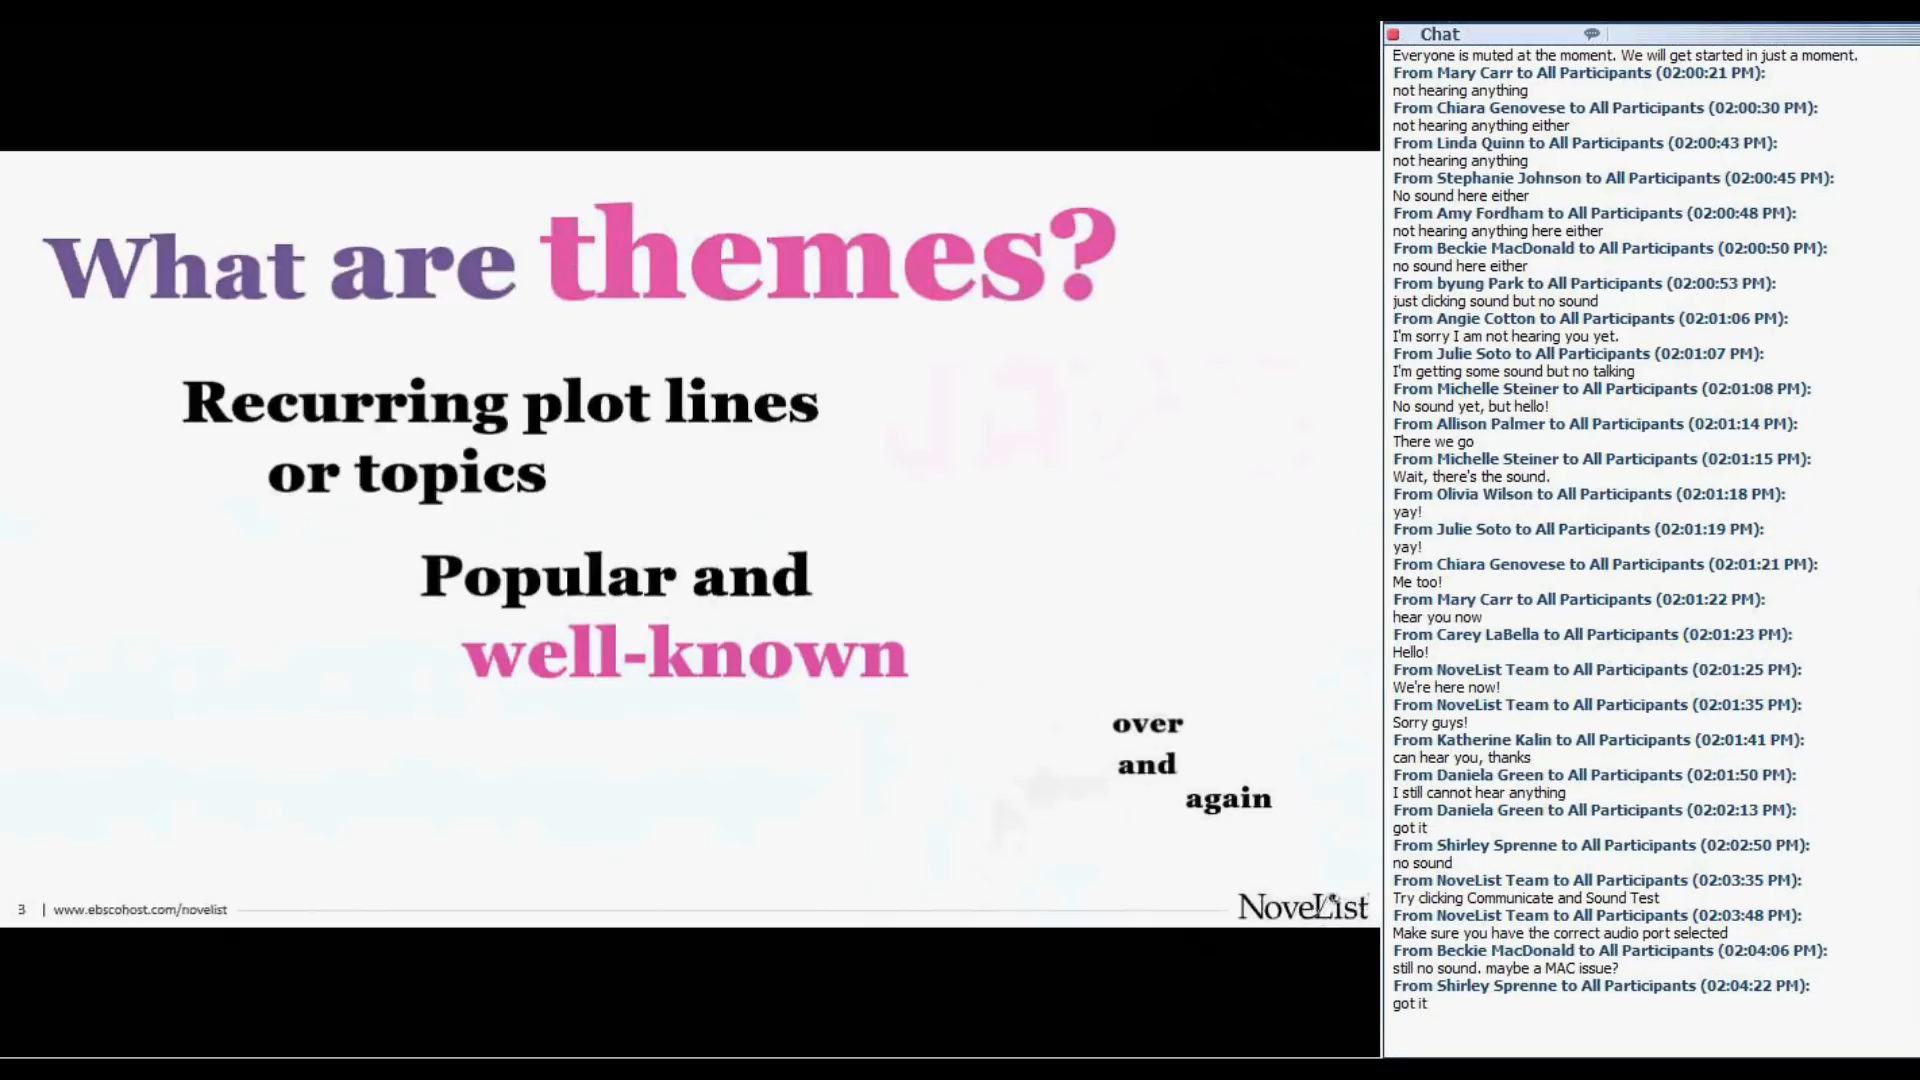 What are themes?
Recurring plot lines
or topics
Popular and
well-known
over
and
again
3 | www.ebscohost.com/novelist
NoveList
Chat
Everyone is muted at the moment. We will get started in just a moment.
From Mary Carr to All Participants (02:00:21 PM):
not hearing anything
From Chiara Genovese to All Participants (02:00:30 PM):
not hearing anything either
From Linda Quinn to All Participants (02:00:43 PM):
not hearing anything
From Stephanie Johnson to All Participants (02:00:45 PM):
No sound here either
From Amy Fordham to All Participants (02:00:48 PM):
not hearing anything here either
From Beckie MacDonald to All Participants (02:00:50 PM):
no sound here either
From byung Park to All Participants (02:00:53 PM):
just clicking sound but no sound
From Angie Cotton to All Participants (02:01:06 PM):
I'm sorry I am not hearing you yet.
From Julie Soto to All Participants (02:01:07 PM):
I'm getting some sound but no talking
From Michelle Steiner to All Participants (02:01:08 PM):
No sound yet, but hello!
From Allison Palmer to All Participants (02:01:14 PM):
There we go
From Michelle Steiner to All Participants (02:01:15 PM):
Wait, there's the sound.
From Olivia Wilson to All Participants (02:01:18 PM):
yay!
From Julie Soto to All Participants (02:01:19 PM):
yay!
From Chiara Genovese to All Participants (02:01:21 PM):
Me too!
From Mary Carr to All Participants (02:01:22 PM):
hear you now
From Carey LaBella to All Participants (02:01:23 PM):
Hello!
From NoveList Team to All Participants (02:01:25 PM):
We're here now!
From NoveList Team to All Participants (02:01:35 PM):
Sorry guys!
From Katherine Kalin to All Participants (02:01:41 PM):
can hear you, thanks
From Daniela Green to All Participants (02:01:50 PM):
I still cannot hear anything
From Daniela Green to All Participants (02:02:13 PM):
got it
From Shirley Sprenne to All Participants (02:02:50 PM):
no sound
From NoveList Team to All Participants (02:03:35 PM):
Try clicking Communicate and Sound Test
From NoveList Team to All Participants (02:03:48 PM):
Make sure you have the correct audio port selected
From Beckie MacDonald to All Participants (02:04:06 PM):
still no sound. maybe a MAC issue?
From Shirley Sprenne to All Participants (02:04:22 PM):
got it